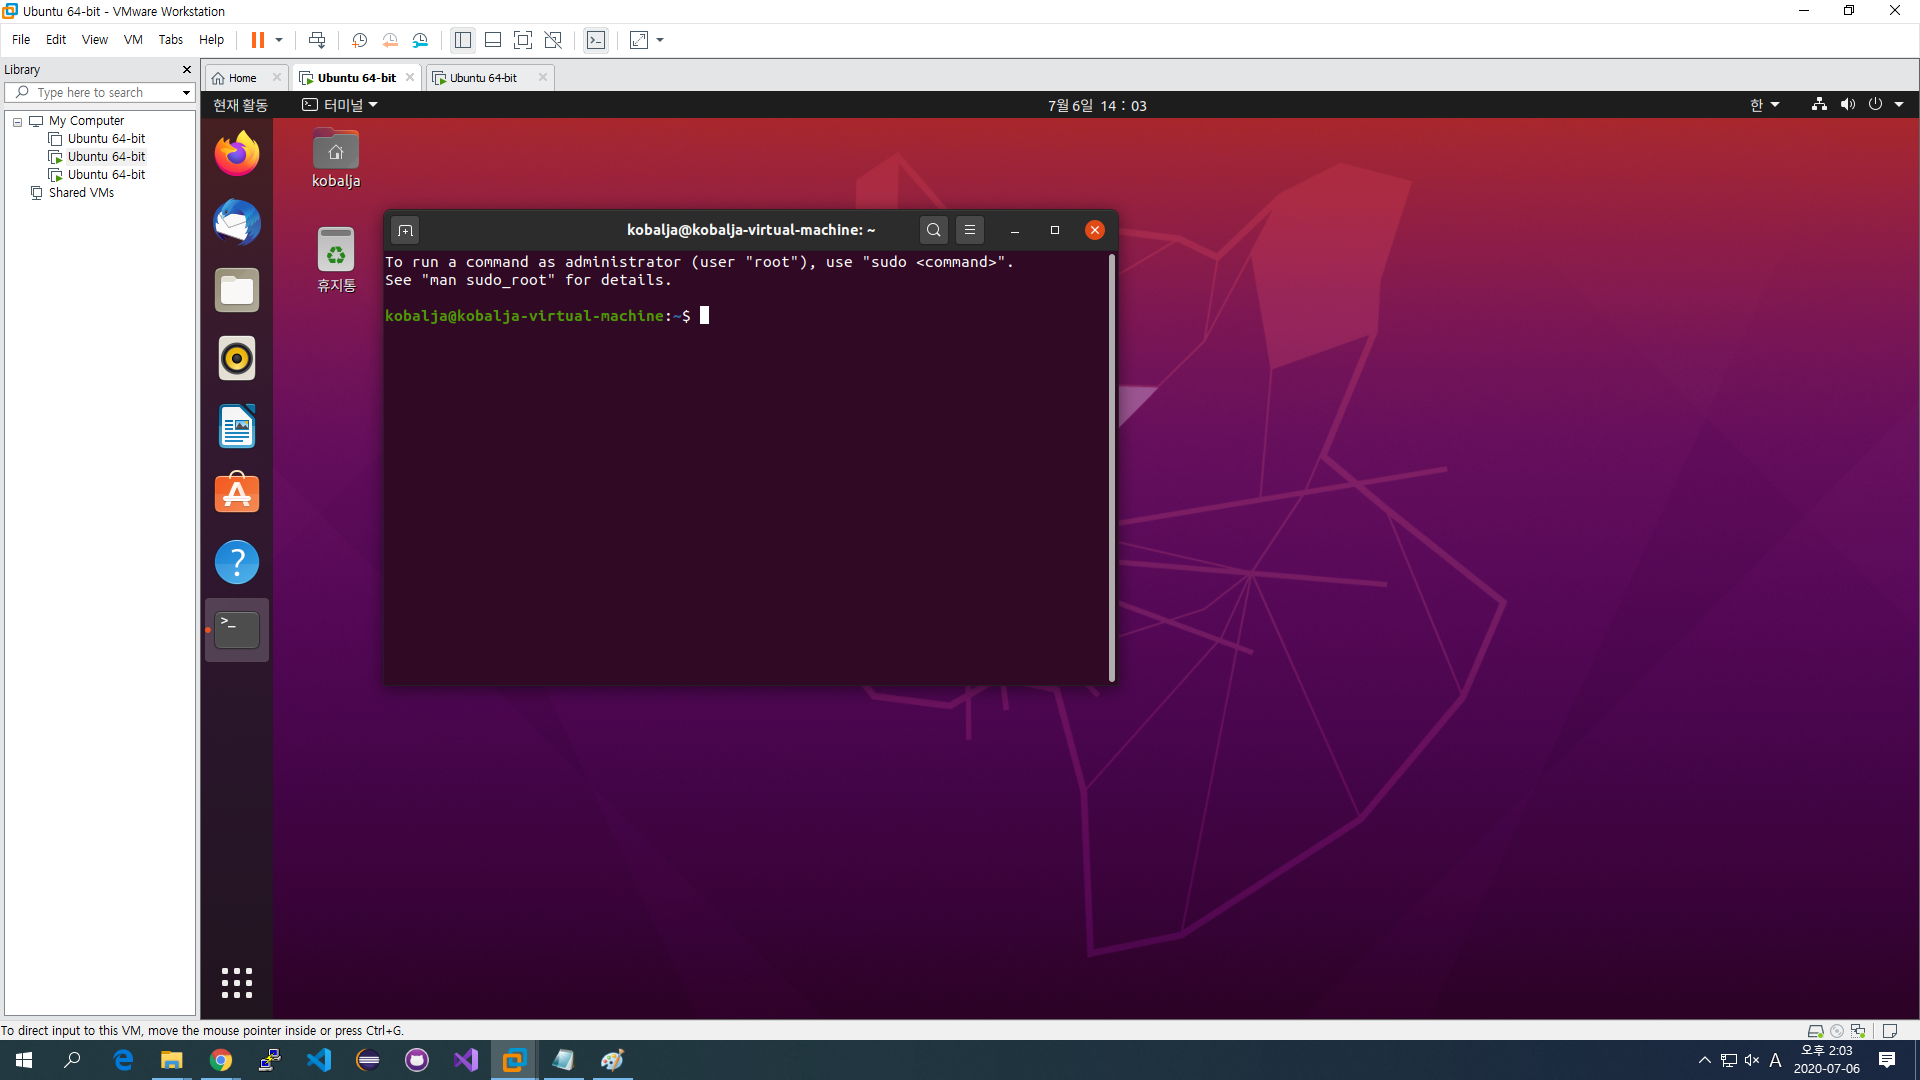 Ubuntu 64-bit - VMware Workstation
File Edit View VM Tabs Help
Library
Type here to search
My Computer
Ubuntu 64-bit
Ubuntu 64-bit
Ubuntu 64-bit
Shared VMs
Home
Ubuntu 64-bit
Ubuntu 64-bit
현재 활동
터미널
7월 6일 14 : 03
한
kobalja
휴지통
kobalja@kobalja-virtual-machine: ~
To run a command as administrator (user "root"), use "sudo <command>".
See "man sudo_root" for details.
kobalja@kobalja-virtual-machine:~$
To direct input to this VM, move the mouse pointer inside or press Ctrl+G.
A
오후 2:03
2020-07-06